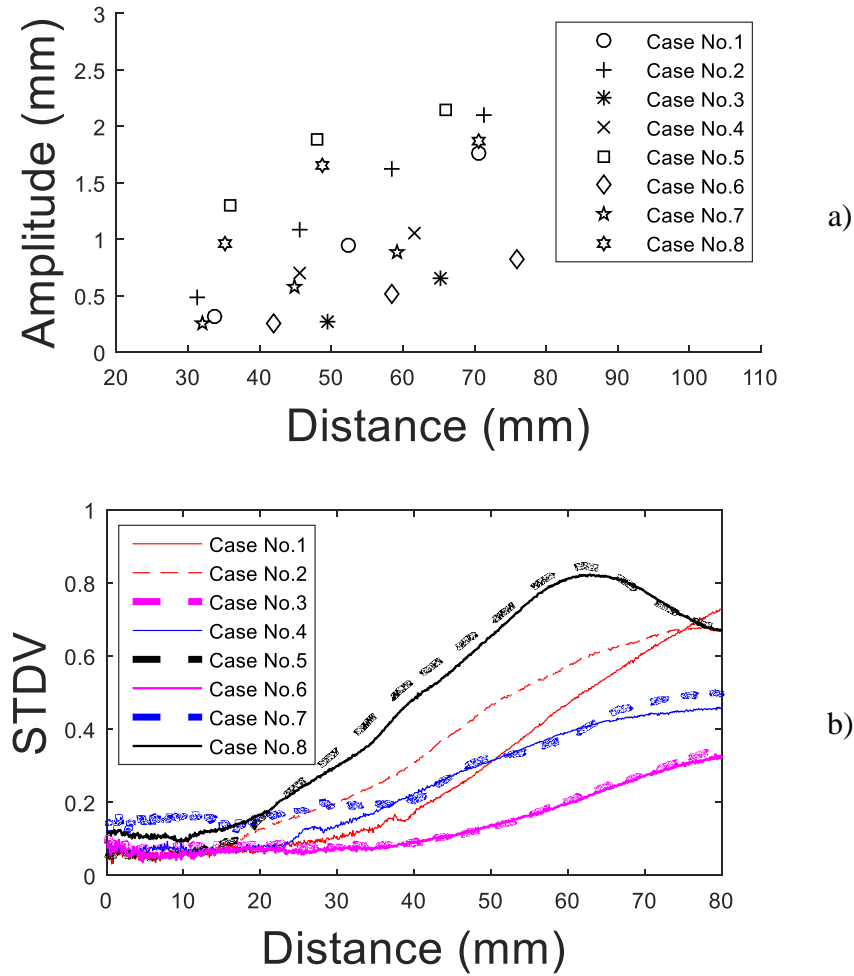 3
2.5
2
1.5
1
0.5
0
Amplitude (mm)
20 30 40 50 60 70 80 90 100 110
Distance (mm)
Case No.1
Case No.2
Case No.3
Case No.4
Case No.5
Case No.6
Case No.7
Case No.8
a)
1
0.8
0.6
0.4
0.2
0
STDV
0 10 20 30 40 50 60 70 80
Distance (mm)
Case No.1
Case No.2
Case No.3
Case No.4
Case No.5
Case No.6
Case No.7
Case No.8
b)